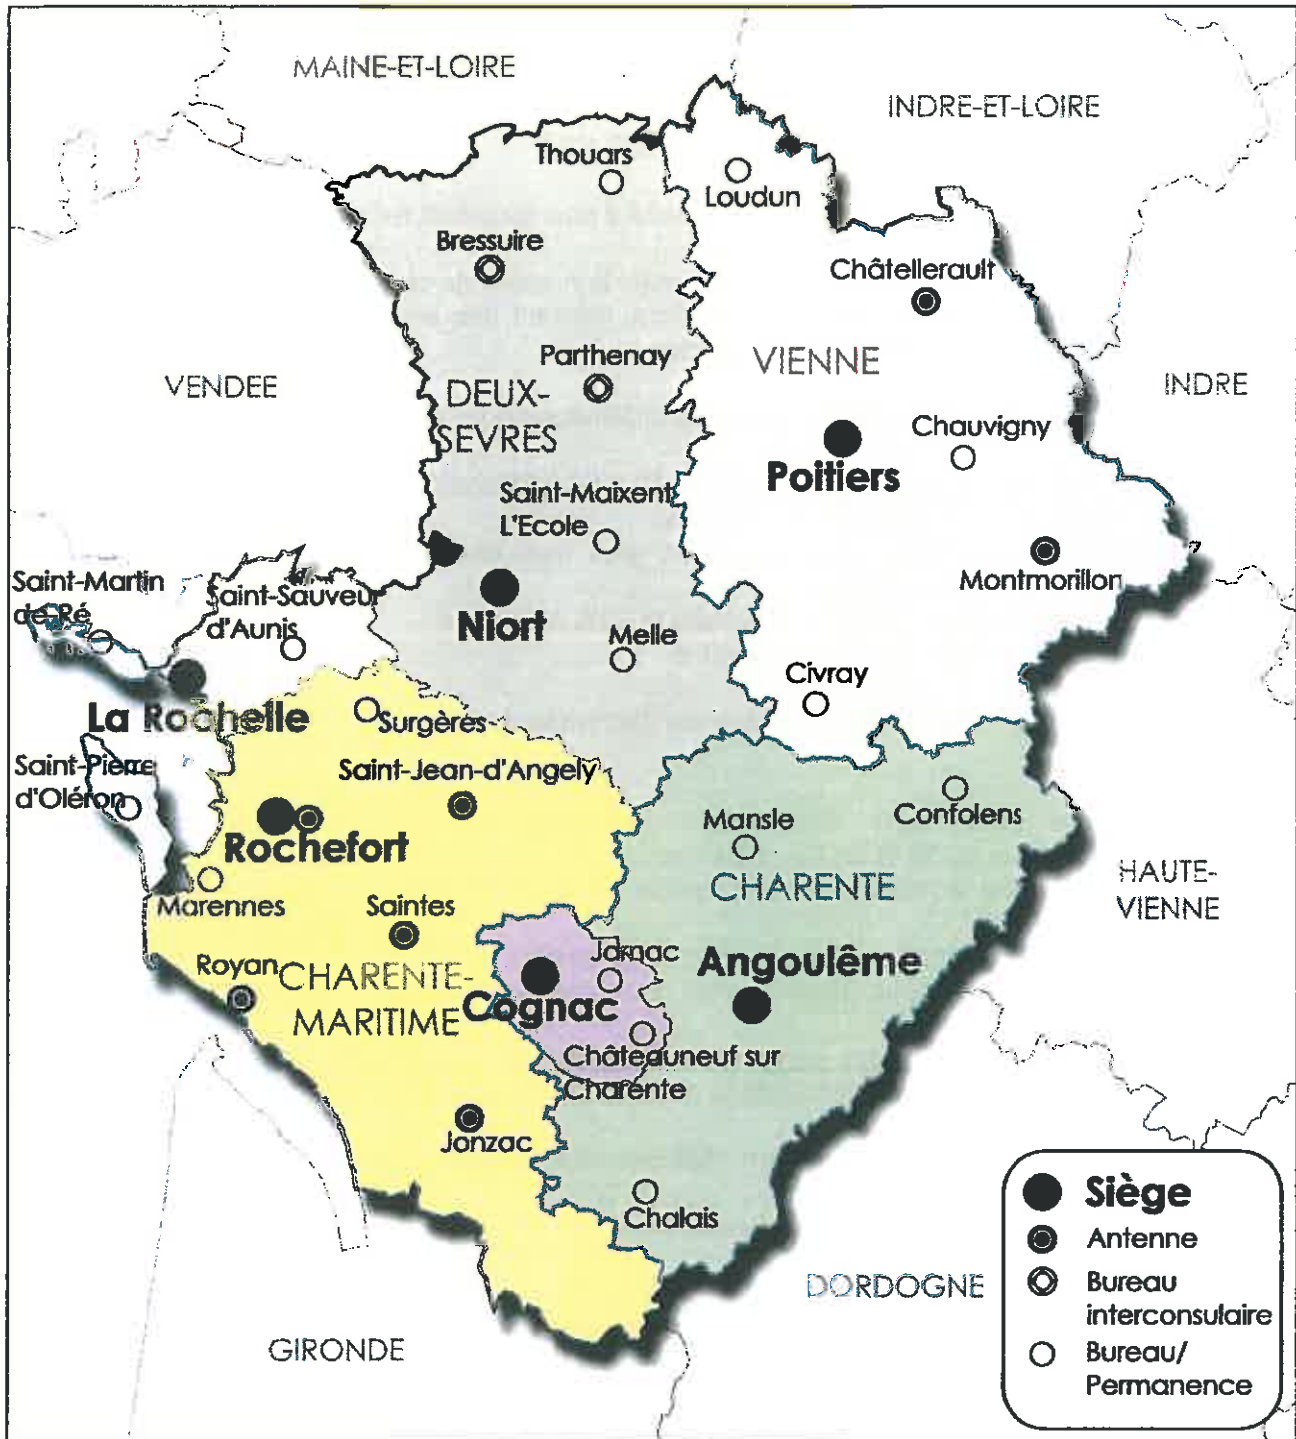 MAINE-ET-LOIRE
INDRE-ET-LOIRE
Thouars
Loudun
Bressuire
Châtellerault
Parthenay
VIENNE
VENDEE
DEUX-
SEVRES
INDRE
Chauvigny
Poitiers
Saint-Maixent
L'Ecole
Montmorillon
Saint-Martin
de-Ré
Saint-Sauveur
d'Aunis
Niort
Melle
Civray
La Rochelle
Surgères
Saint-Pierre
d'Oléron
Saint-Jean-d'Angely
Confolens
Mansle
Rochefort
CHARENTE
HAUTE-
VIENNE
Marennes
Saintes
Jarnac
Angoulême
Royan
CHARENTE-
MARITIME
Cognac
Châteauneuf sur
Charente
Jonzac
Chalais
DORDOGNE
GIRONDE
Siège
Antenne
Bureau
interconsulaire
Bureau/
Permanence